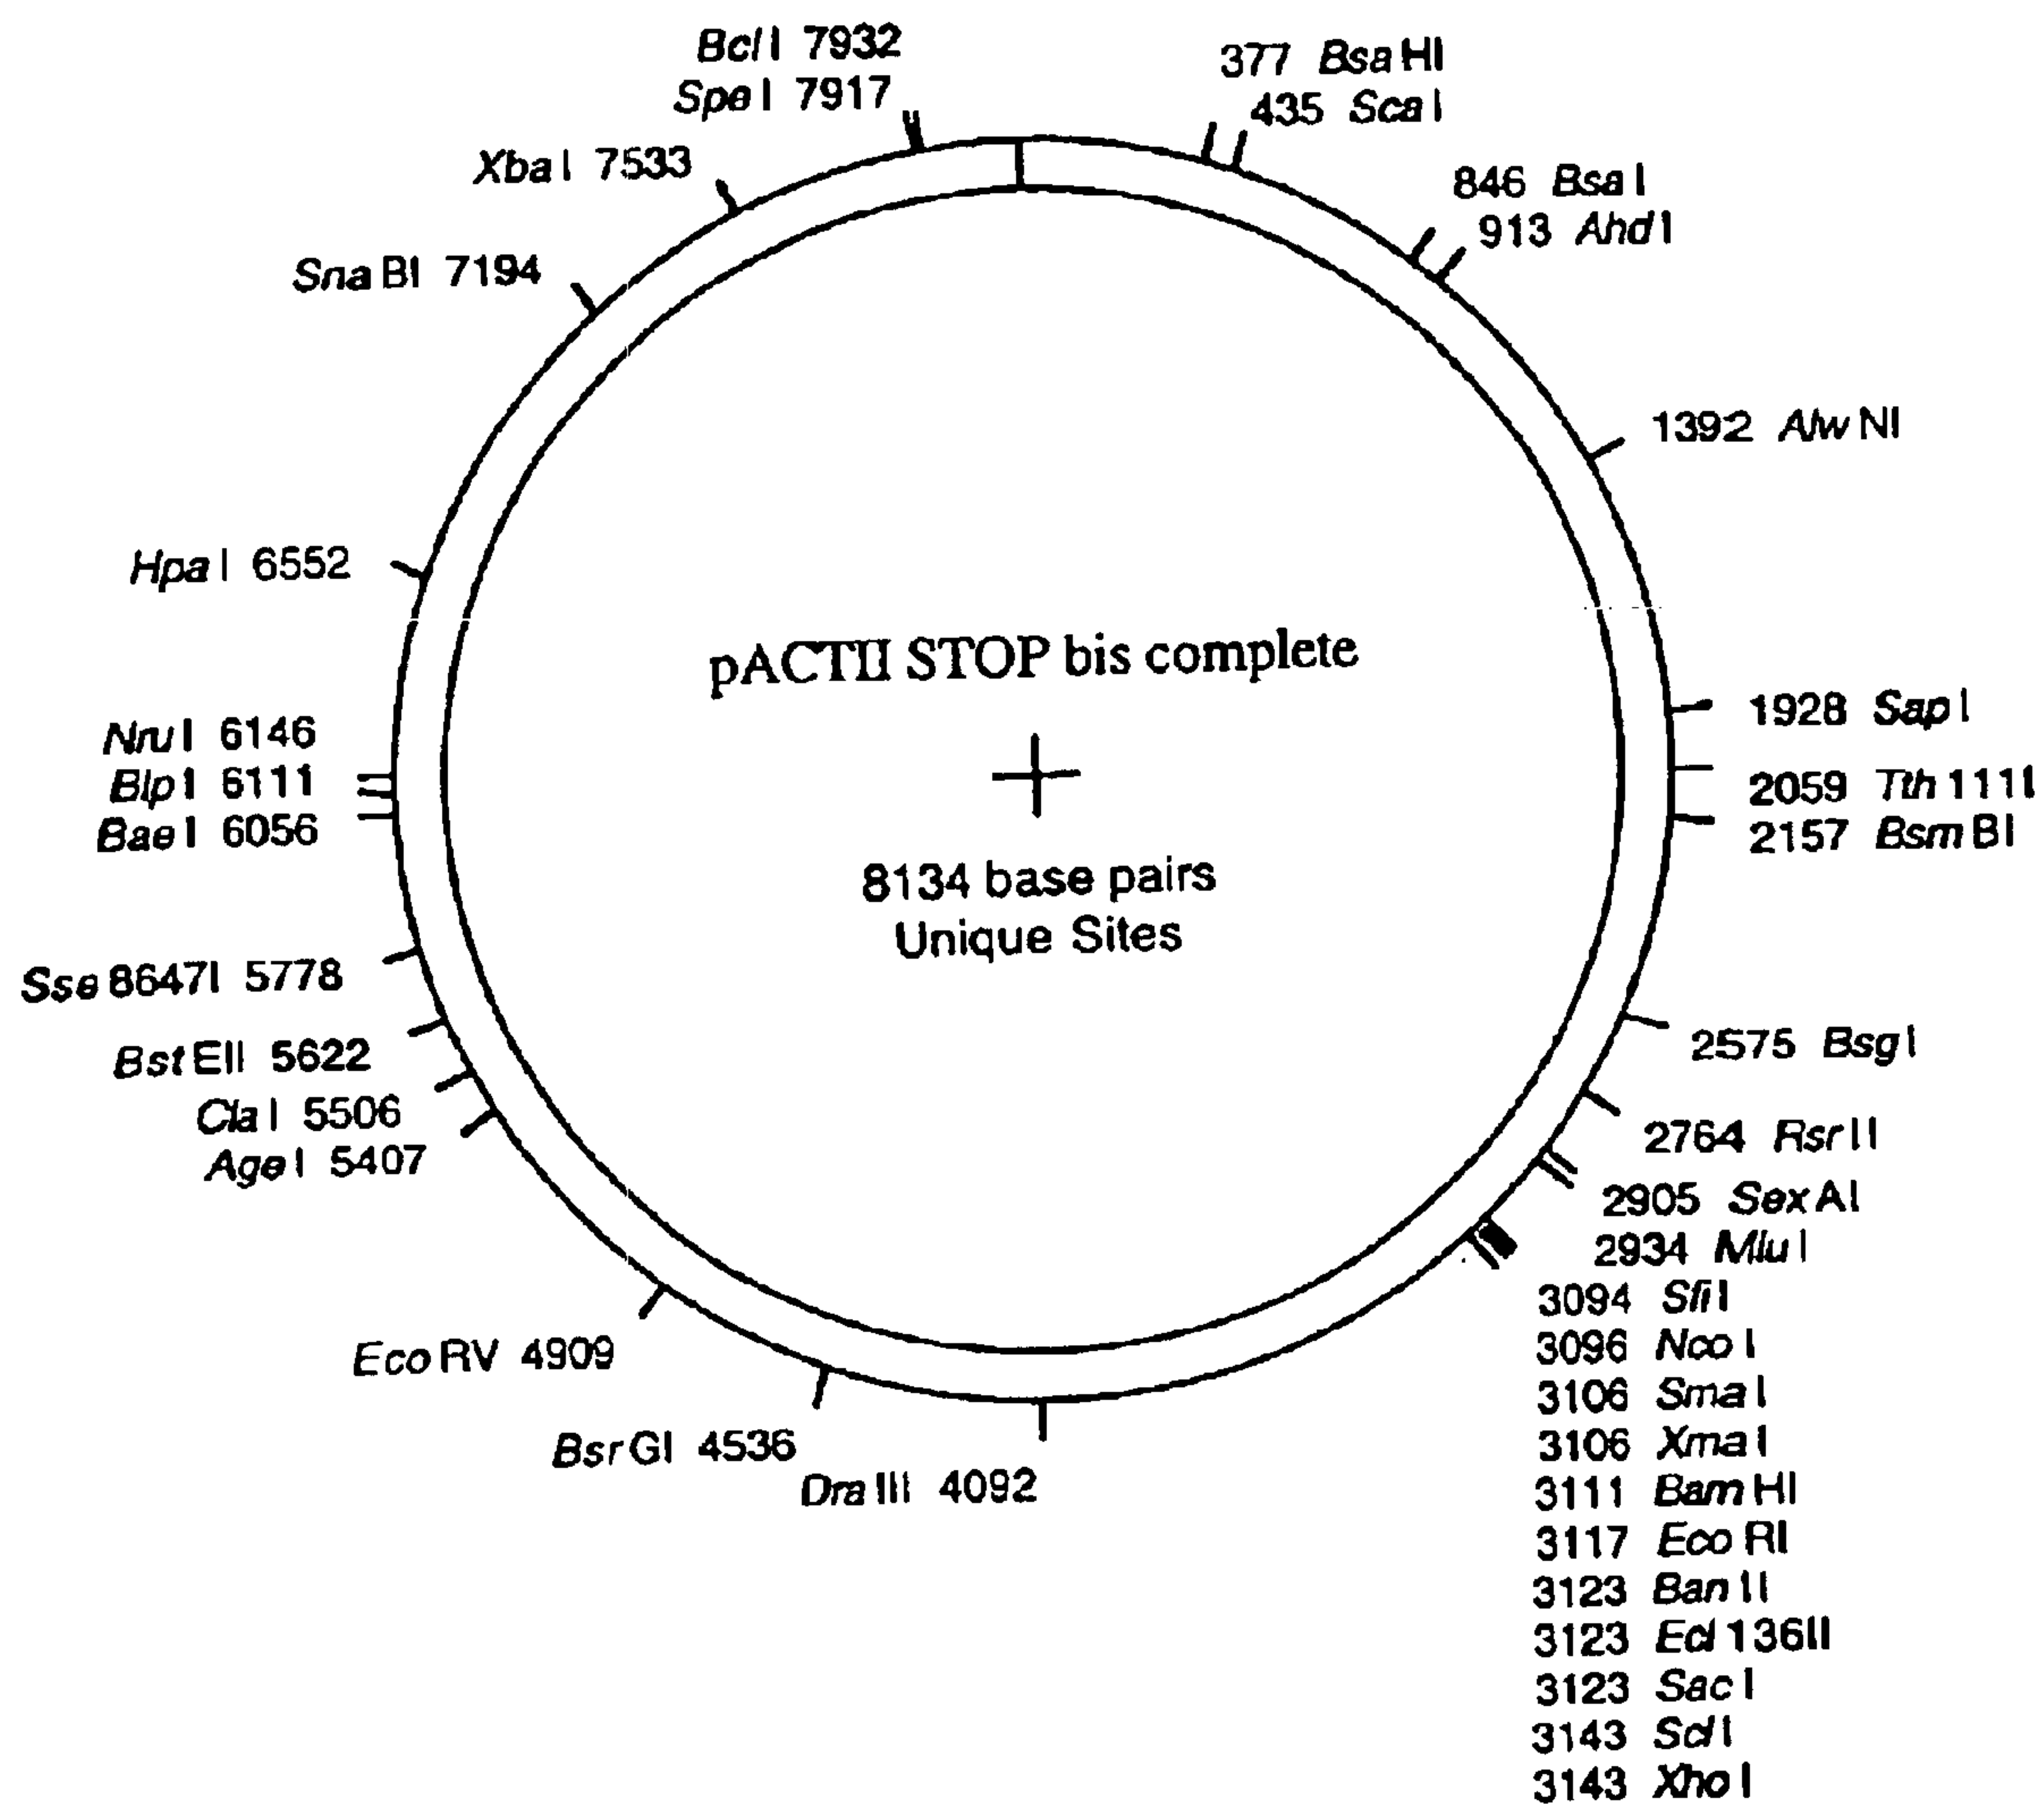 BclI 7932
SpeI 7917
XbaI 7533
SnaBI 7194
HpaI 6552
NruI 6146
BlpI 6111
BaeI 6056
Sse8647I 5778
BstEII 5622
ClaI 5506
AgeI 5407
EcoRV 4909
BsrGI 4536
DraIII 4092
377 BsaHI
435 ScaI
846 BsaI
913 AhdI
1392 AlwNI
1928 SapI
2059 Tth111I
2157 BsmBI
2575 BsgI
2764 RsrII
2905 SexAI
2934 MluI
3094 SfiI
3096 NcoI
3106 SmaI
3106 XmaI
3111 BamHI
3117 EcoRI
3123 BanII
3123 Ecl136II
3123 SacI
3143 SciI
3143 XhoI
pACTII STOP bis complete
8134 base pairs
Unique Sites